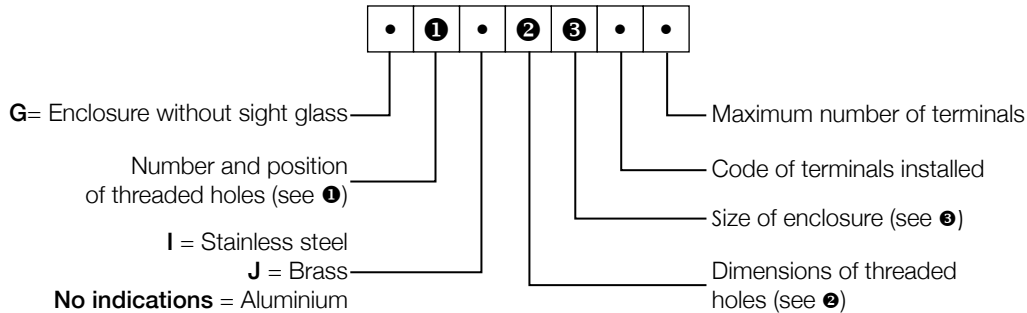 • ❶ • ❷ ❸ • •
G= Enclosure without sight glass
Number and position
of threaded holes (see ❶)
I = Stainless steel
J = Brass
No indications = Aluminium
Maximum number of terminals
Code of terminals installed
Size of enclosure (see ❸)
Dimensions of threaded
holes (see ❷)